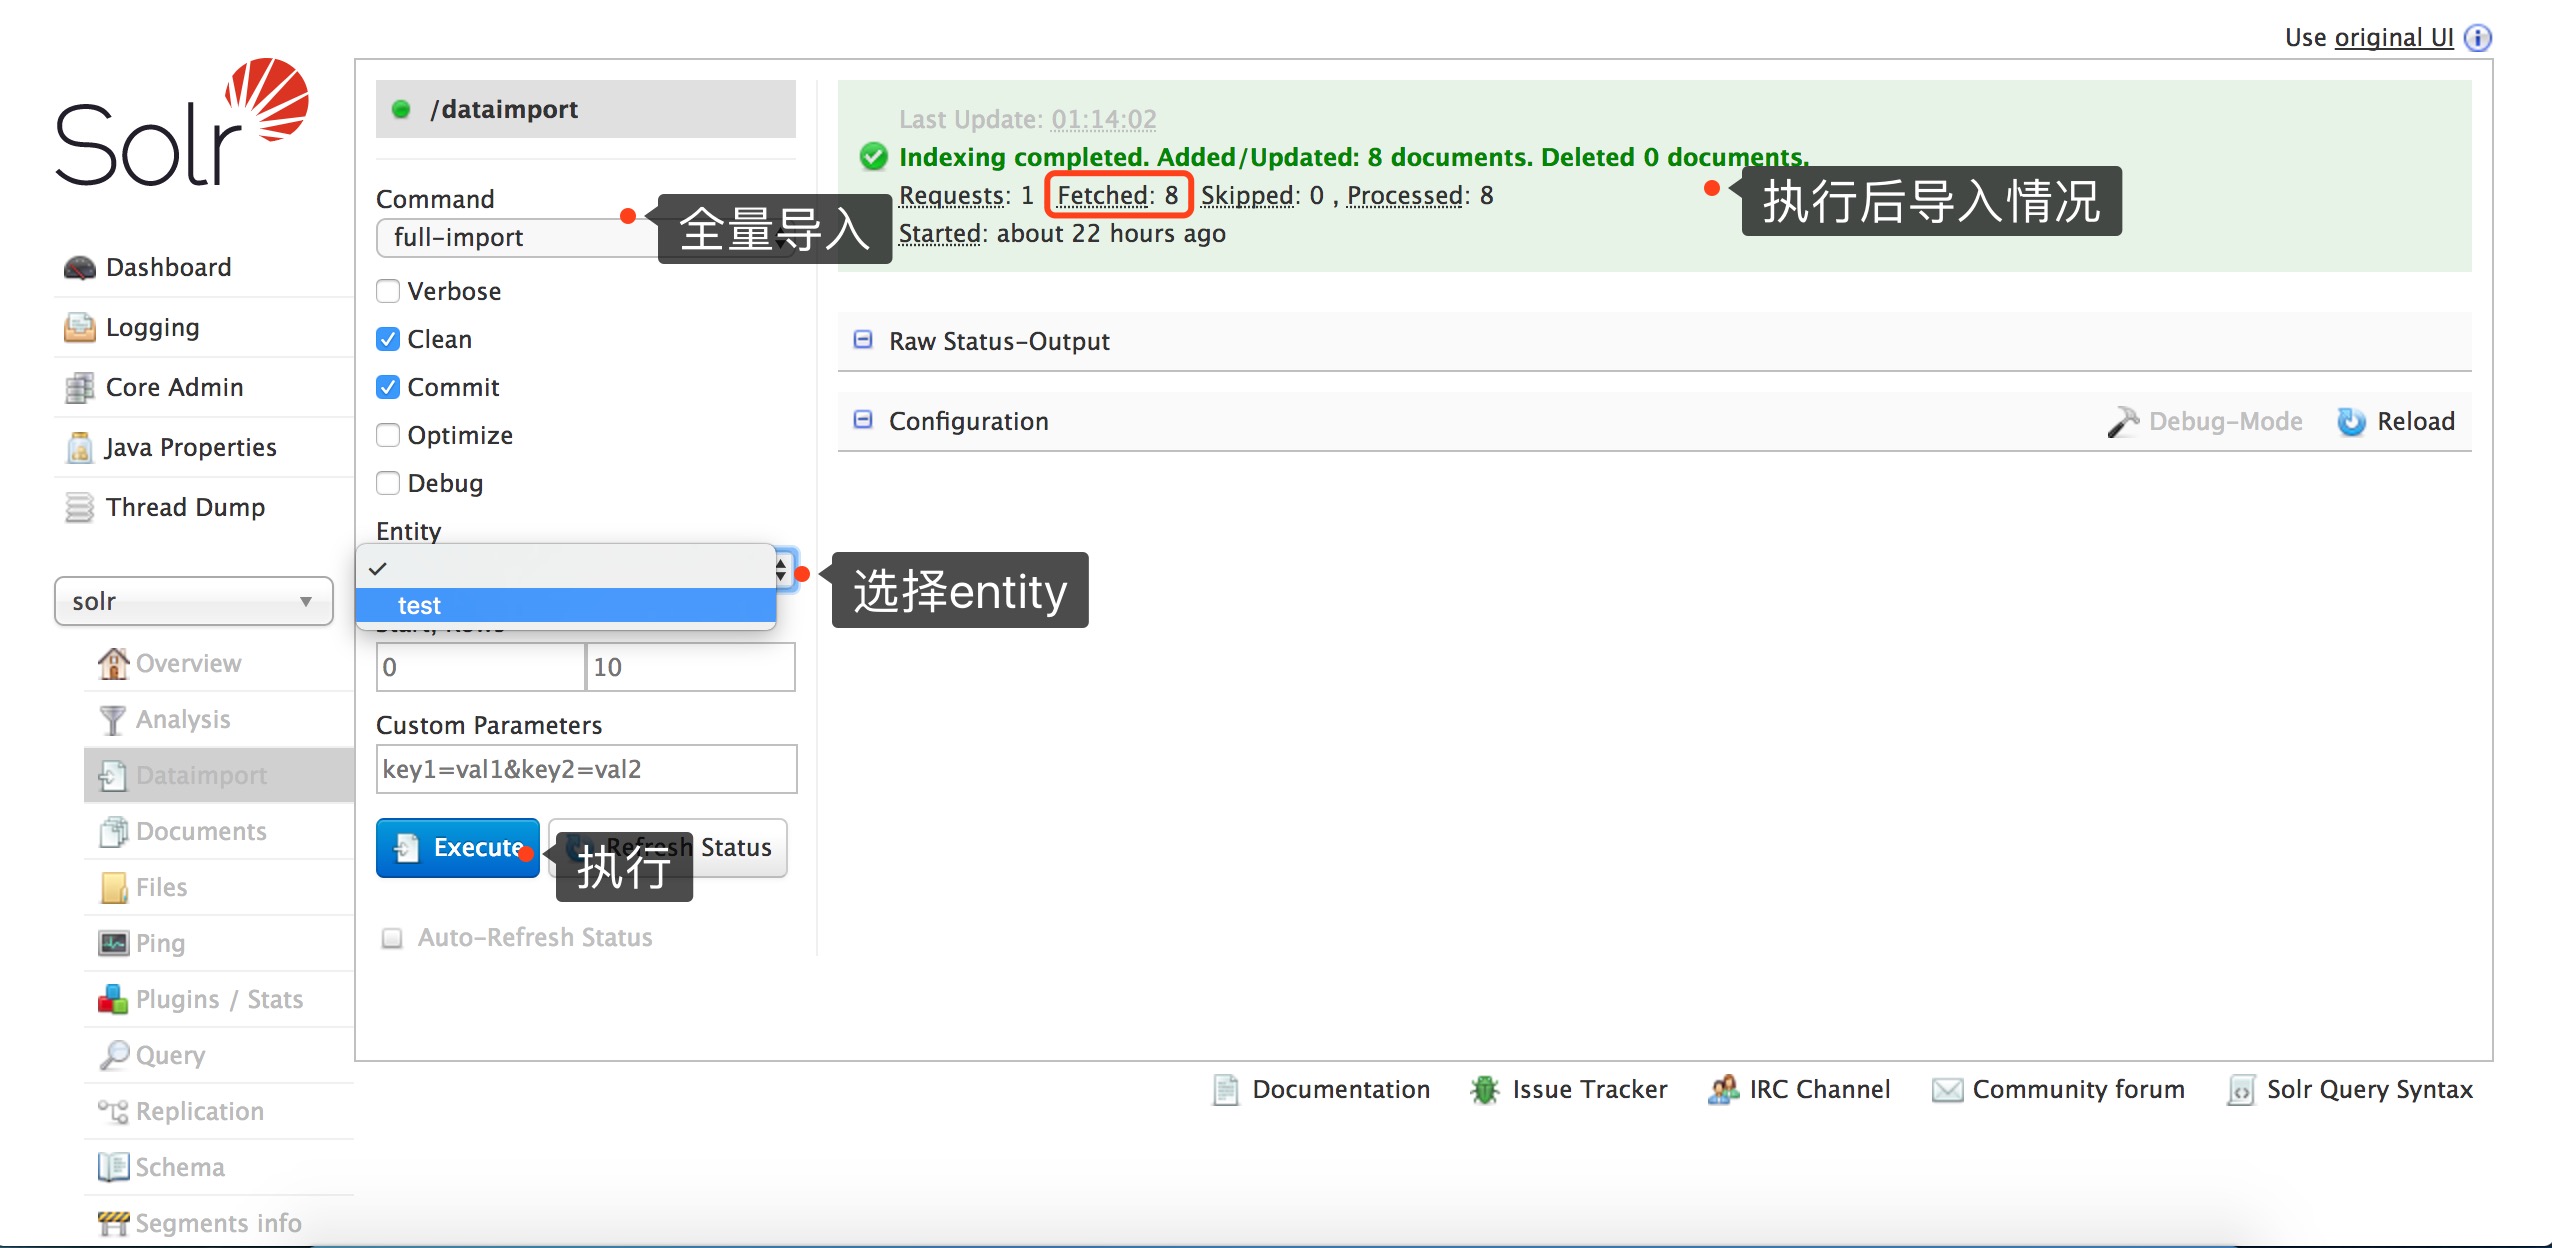 Use original UI
Solr
/dataimport
Last Update: 01:14:02
Indexing completed. Added/Updated: 8 documents. Deleted 0 documents.
Requests: 1 Fetched: 8 Skipped: 0 , Processed: 8
Started: about 22 hours ago
执行后导入情况
Command
full-import
全量导入
Verbose
Clean
Commit
Optimize
Debug
Entity
test
选择entity
Start, Rows
0
10
Custom Parameters
key1=val1&key2=val2
Execute
执行
Refresh Status
Auto-Refresh Status
Raw Status-Output
Configuration
Debug-Mode
Reload
Dashboard
Logging
Core Admin
Java Properties
Thread Dump
solr
Overview
Analysis
Dataimport
Documents
Files
Ping
Plugins / Stats
Query
Replication
Schema
Segments info
Documentation
Issue Tracker
IRC Channel
Community forum
Solr Query Syntax